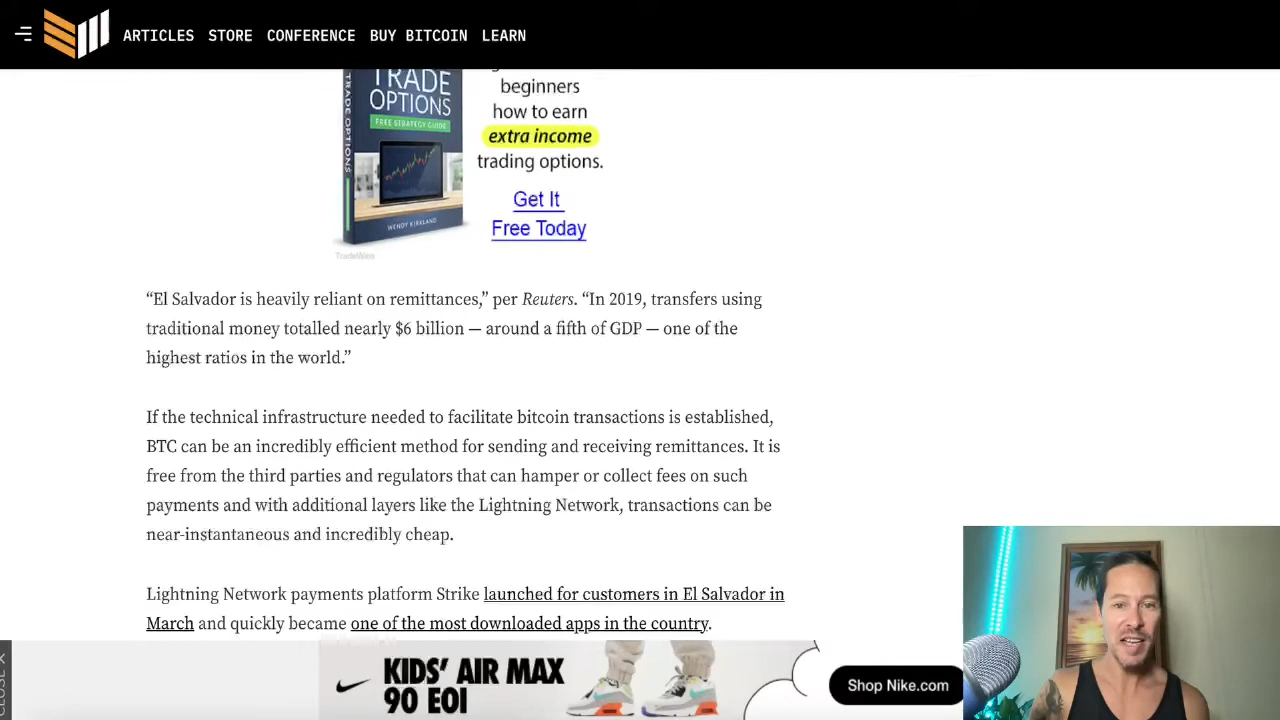 ARTICLES STORE CONFERENCE BUY BITCOIN LEARN
TRADE
OPTIONS
FREE STRATEGY GUIDE
TRADE OPTIONS
WENDY KIRKLAND
beginners
how to earn
extra income
trading options.
Get It
Free Today
TradeWins
“El Salvador is heavily reliant on remittances,” per Reuters. “In 2019, transfers using
traditional money totalled nearly $6 billion — around a fifth of GDP — one of the
highest ratios in the world.”
If the technical infrastructure needed to facilitate bitcoin transactions is established,
BTC can be an incredibly efficient method for sending and receiving remittances. It is
free from the third parties and regulators that can hamper or collect fees on such
payments and with additional layers like the Lightning Network, transactions can be
near-instantaneous and incredibly cheap.
Lightning Network payments platform Strike launched for customers in El Salvador in
March and quickly became one of the most downloaded apps in the country.
CLOSE X
KIDS' AIR MAX
90 EOI
Shop Nike.com